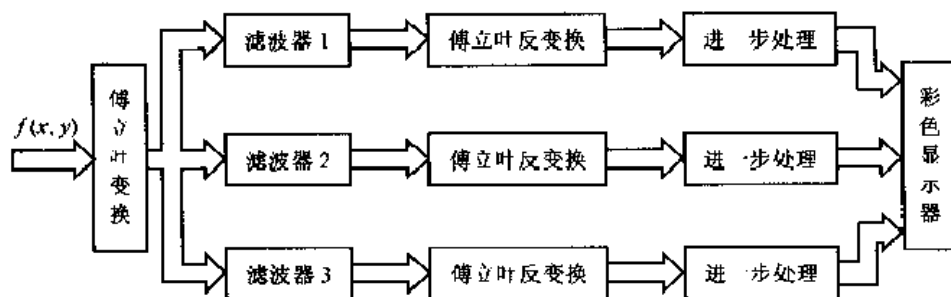 f(x, y)
傅立叶变换
滤波器 1
傅立叶反变换
进一步处理
滤波器 2
傅立叶反变换
进一步处理
滤波器 3
傅立叶反变换
进一步处理
彩色显示器